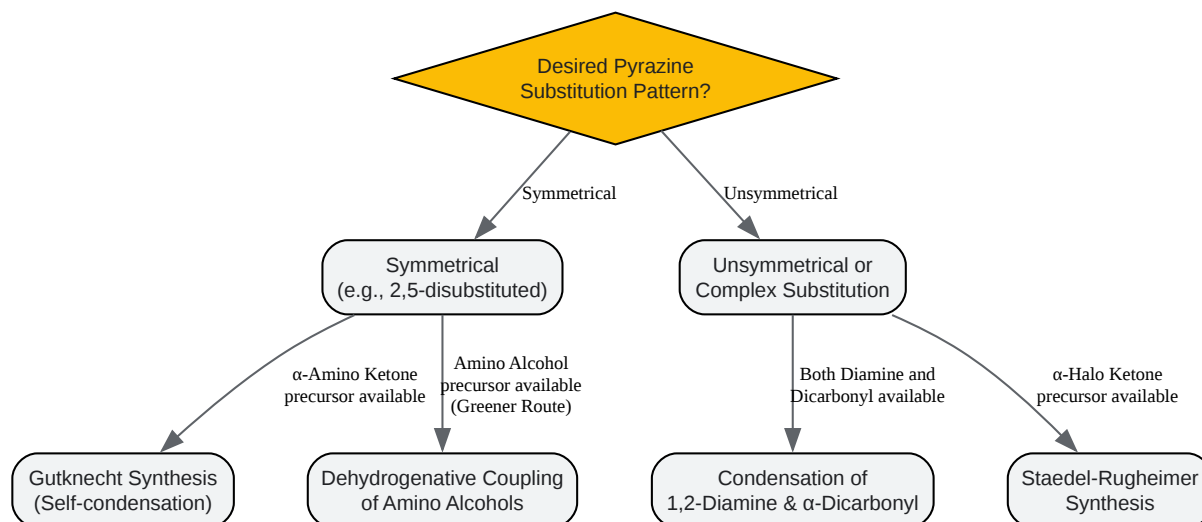 Desired Pyrazine
Substitution Pattern?
Symmetrical
Unsymmetrical
Symmetrical
(e.g., 2,5-disubstituted)
Unsymmetrical or
Complex Substitution
α-Amino Ketone
precursor available
Amino Alcohol
precursor available
(Greener Route)
Both Diamine and
Dicarbonyl available
α-Halo Ketone
precursor available
Gutknecht Synthesis
(Self-condensation)
Dehydrogenative Coupling
of Amino Alcohols
Condensation of
1,2-Diamine & α-Dicarbonyl
Staedel-Rugheimer
Synthesis